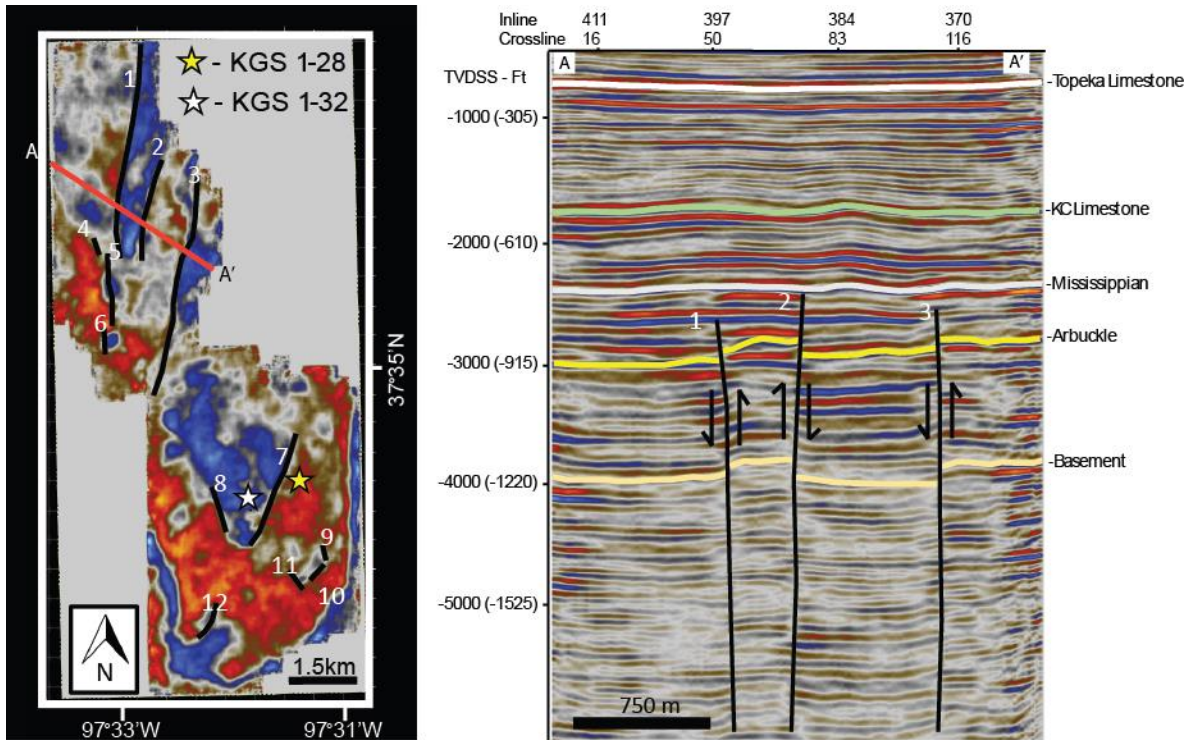 - KGS 1-28
- KGS 1-32
1
2
3
A
A'
4
5
6
7
8
9
10
11
12
N
1.5km
37°35'N
97°33'W
97°31'W
Inline 411 397 384 370
Crossline 16 50 83 116
TVDSS - Ft
A
A'
-Topeka Limestone
-1000 (-305)
-KC Limestone
-2000 (-610)
-Mississippian
1
2
3
-Arbuckle
-3000 (-915)
-Basement
-4000 (-1220)
-5000 (-1525)
750 m